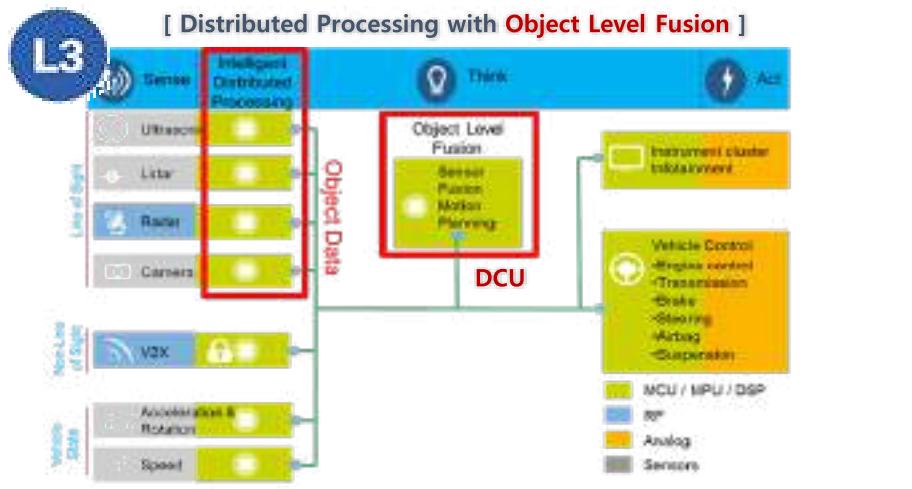 [ Distributed Processing with Object Level Fusion ]
L3
Sense
Intelligent
Distributed
Processing
Think
Act
Line of Sight
Ultrasonic
Lidar
Radar
Camera
Object Data
Object Level
Fusion
Sensor
Fusion
Motion
Planning
DCU
Instrument cluster
Infotainment
Vehicle Control
•Engine control
•Transmission
•Brake
•Steering
•Airbag
•Suspension
Non-Line
of Sight
V2X
Vehicle
State
Acceleration &
Rotation
Speed
MCU / MPU / DSP
RF
Analog
Sensors